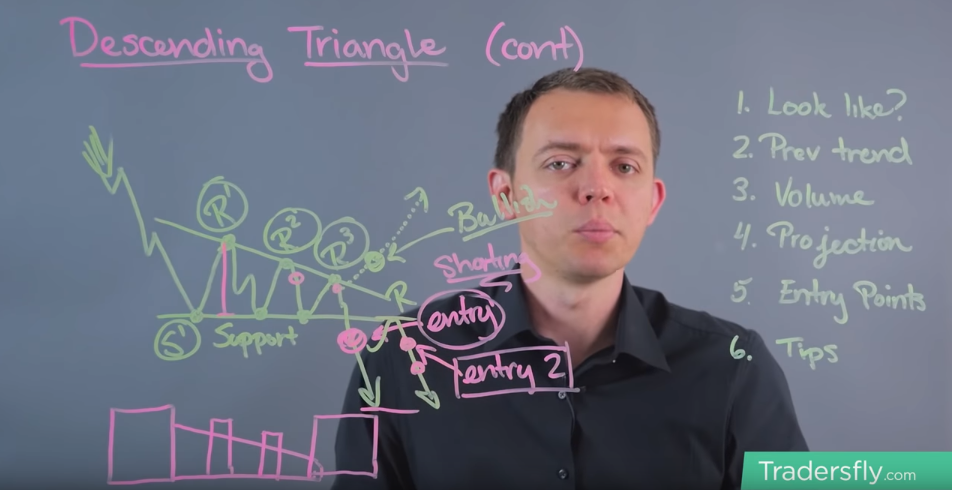 Descending Triangle (cont)
1. Look like?
2. Prev trend
3. Volume
4. Projection
5. Entry Points
6. Tips
R1
R2
R3
Bullish
Shorting
R
entry
S1
Support
entry 2
Tradersfly.com